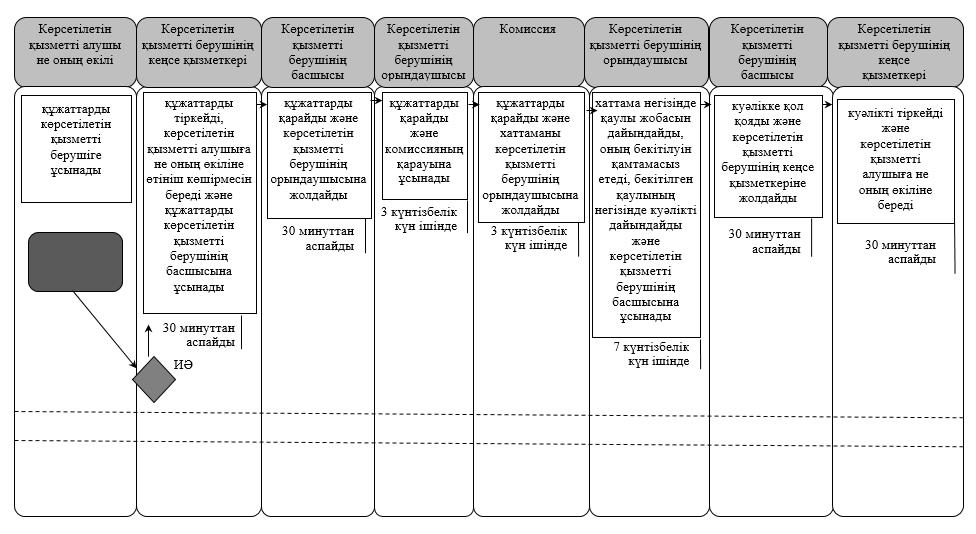 Көрсетілетін
қызметті алушы
не оның өкілі
Көрсетілетін
қызметті берушінің
кеңсе қызметкері
Көрсетілетін
қызметті
берушінің
басшысы
Көрсетілетін
қызметті
берушінің
орындаушысы
Комиссия
Көрсетілетін
қызметті берушінің
орындаушысы
Көрсетілетін
қызметті
берушінің
басшысы
Көрсетілетін
қызметті берушінің
кеңсе
қызметкері
құжаттарды
көрсетілетін
қызметті
берушіге
ұсынады
құжаттарды
тіркейді,
көрсетілетін
қызметті алушыға
не оның өкіліне
өтініш көшірмесін
береді және
құжаттарды
көрсетілетін
қызметті
берушінің
басшысына
ұсынады
30 минуттан
аспайды
ИӘ
құжаттарды
қарайды және
көрсетілетін
қызметті
берушінің
орындаушысына
жолдайды
30 минуттан
аспайды
құжаттарды
қарайды
және
комиссияның
қарауына
ұсынады
3 күнтізбелік
күн ішінде
құжаттарды
қарайды және
хаттаманы
көрсетілетін
қызметті
берушінің
орындаушысына
жолдайды
3 күнтізбелік
күн ішінде
хаттама негізінде
қаулы жобасын
дайындайды,
оның бекітілуін
қамтамасыз
етеді, бекітілген
қаулының
негізінде куәлікті
дайындайды
және
көрсетілетін
қызметті
берушінің
басшысына
ұсынады
7 күнтізбелік
күн ішінде
куәлікке қол
қояды және
көрсетілетін
қызметті
берушінің кеңсе
қызметкеріне
жолдайды
30 минуттан
аспайды
куәлікті тіркейді
және
көрсетілетін
қызметті
алушыға не
оның өкіліне
береді
30 минуттан
аспайды